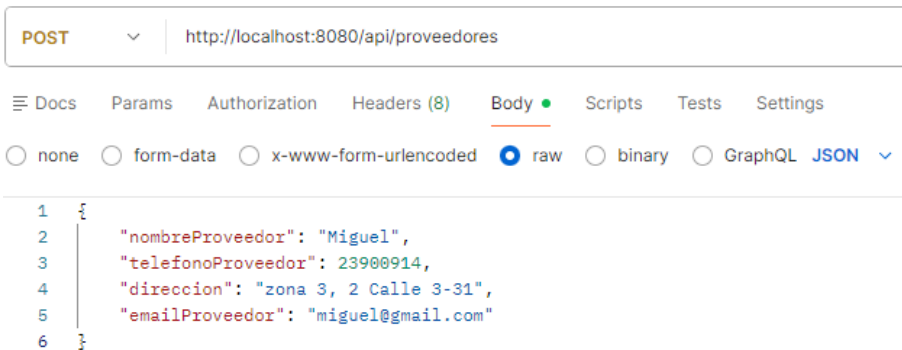 POST http://localhost:8080/api/proveedores
Docs Params Authorization Headers (8) Body Scripts Tests Settings
none form-data x-www-form-urlencoded raw binary GraphQL JSON
1 {
2 "nombreProveedor": "Miguel",
3 "telefonoProveedor": 23900914,
4 "direccion": "zona 3, 2 Calle 3-31",
5 "emailProveedor": "miguel@gmail.com"
6 }